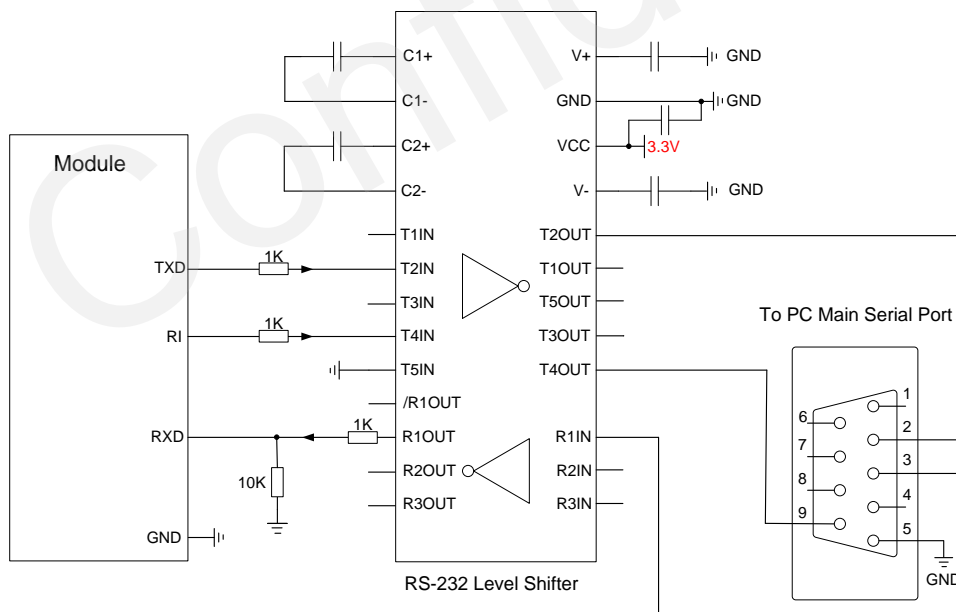 Confid
Module
TXD
RI
RXD
GND
1K
1K
1K
10K
C1+
C1-
C2+
C2-
T1IN
T2IN
T3IN
T4IN
T5IN
/R1OUT
R1OUT
R2OUT
R3OUT
V+
GND
VCC
V-
T2OUT
T1OUT
T5OUT
T3OUT
T4OUT
R1IN
R2IN
R3IN
GND
GND
3.3V
GND
RS-232 Level Shifter
To PC Main Serial Port
6
7
8
9
1
2
3
4
5
GND